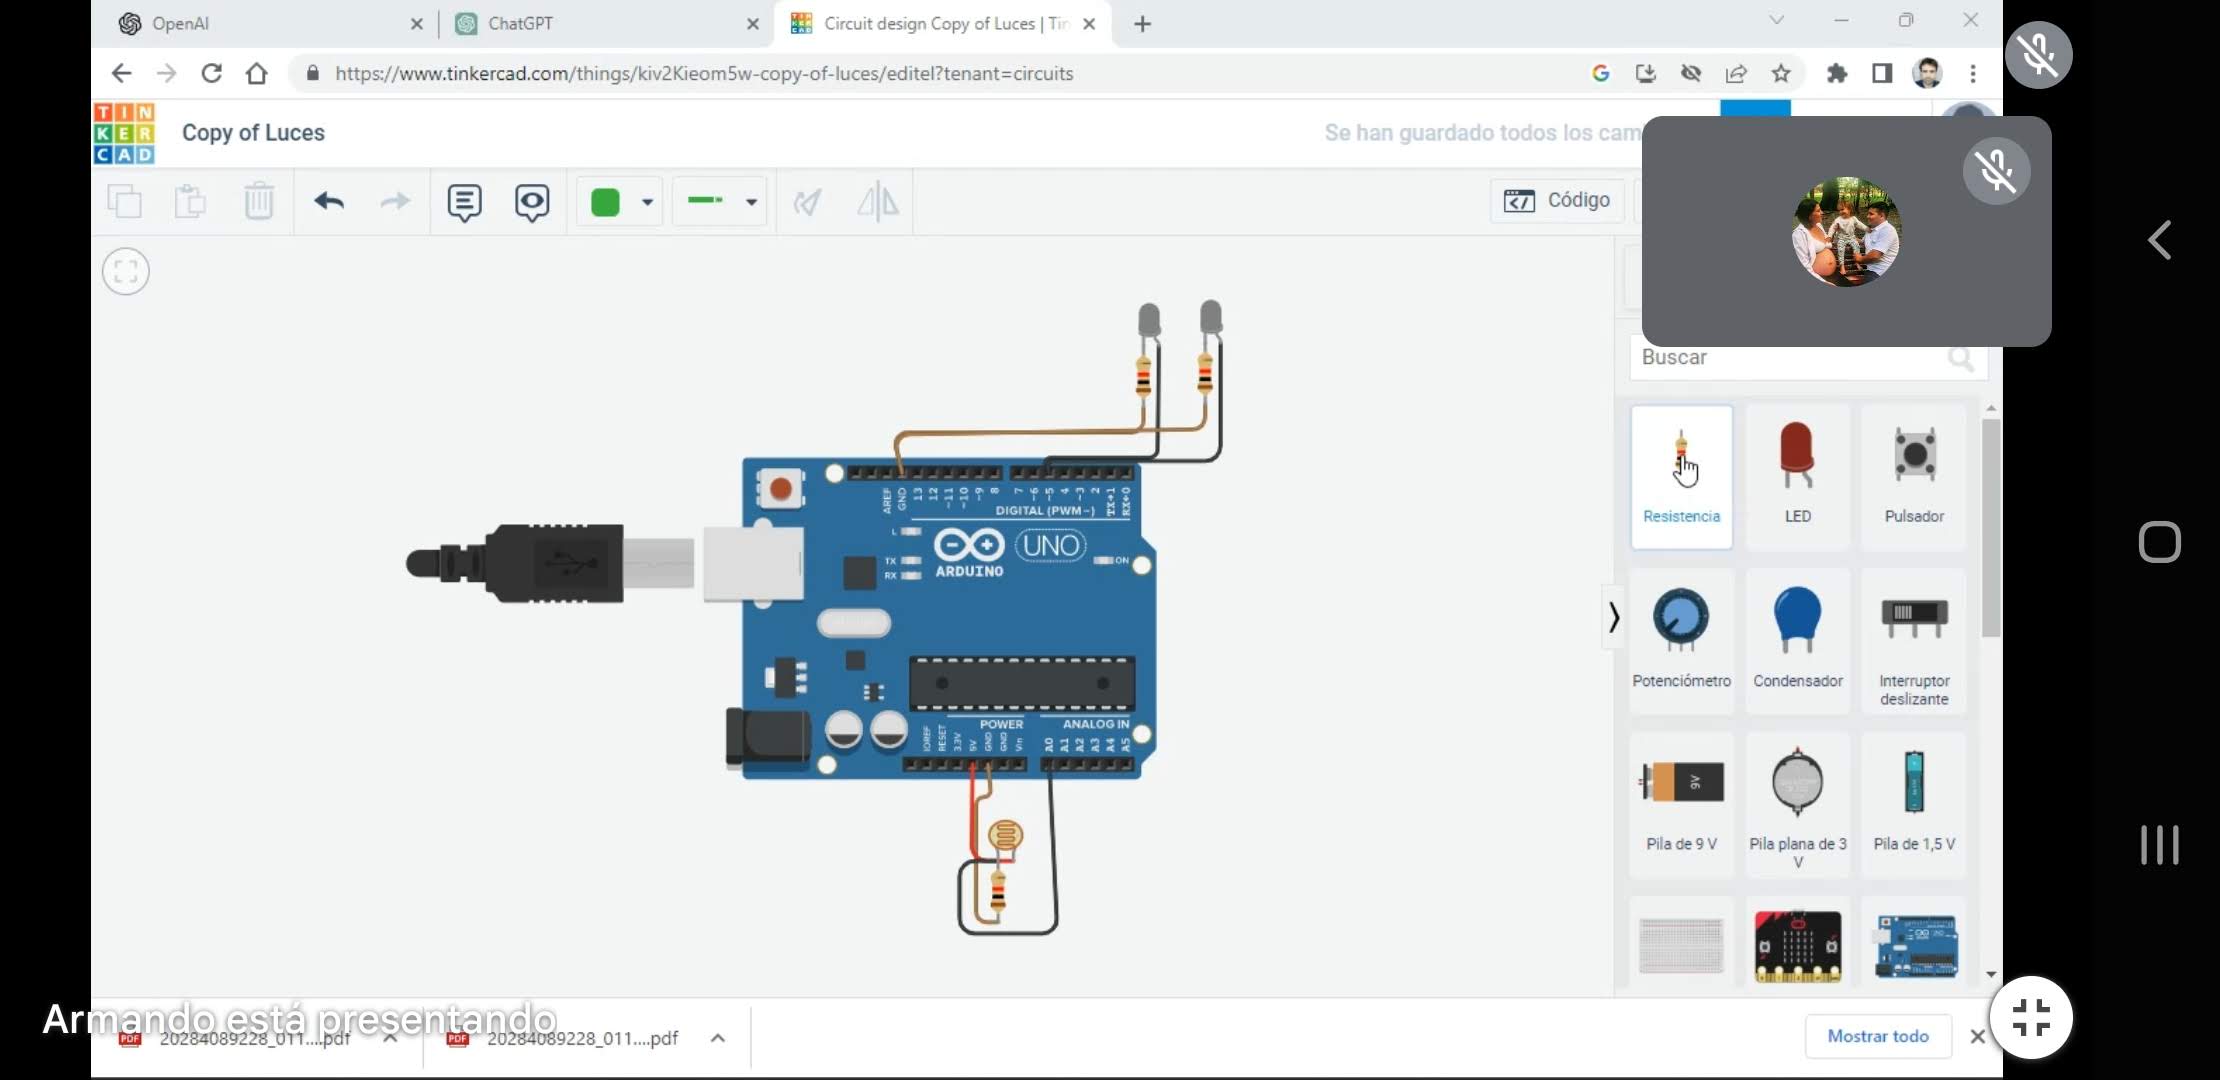 OpenAI
ChatGPT
Circuit design Copy of Luces | Tin
https://www.tinkercad.com/things/kiv2Kieom5w-copy-of-luces/editel?tenant=circuits
TIN
KER
CAD
Copy of Luces
Se han guardado todos los cam
Código
Buscar
Resistencia
LED
Pulsador
Potenciómetro
Condensador
Interruptor
deslizante
9V
Pila de 9 V
Pila plana de 3
V
Pila de 1,5 V
AREF
GND
13
12
~11
~10
~9
8
7
~6
~5
4
~3
2
TX→1
RX←0
DIGITAL (PWM~)
L
TX
RX
UNO
ARDUINO
ON
POWER
ANALOG IN
IOREF
RESET
3.3V
5V
GND
GND
Vin
A0
A1
A2
A3
A4
A5
Armando está presentando
PDF
20284089228_011....pdf
PDF
20284089228_011....pdf
Mostrar todo